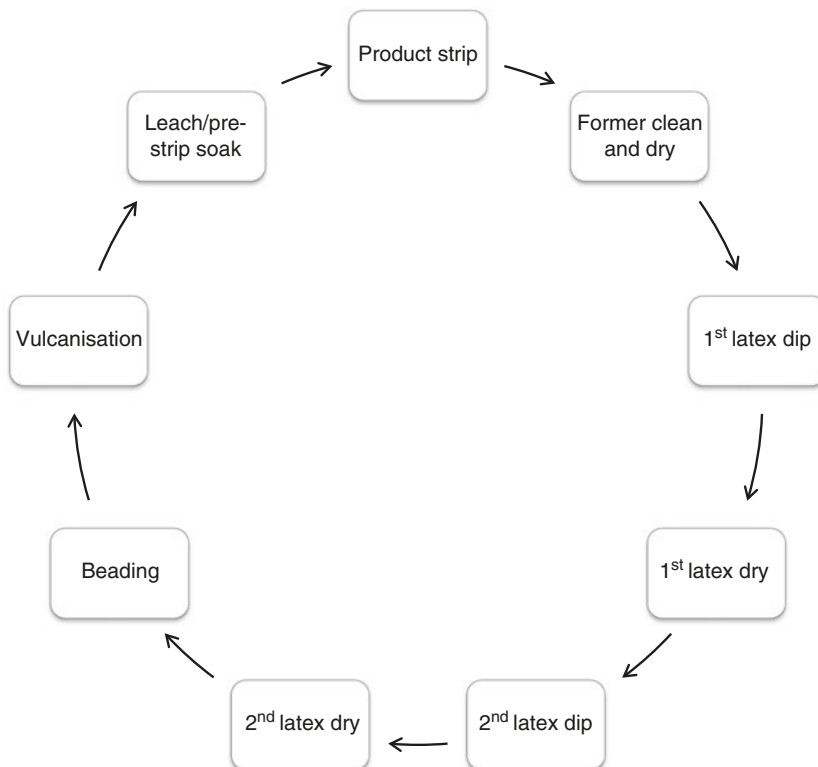 Product strip
Former clean
and dry
1st latex dip
1st latex dry
2nd latex dip
2nd latex dry
Beading
Vulcanisation
Leach/pre-
strip soak